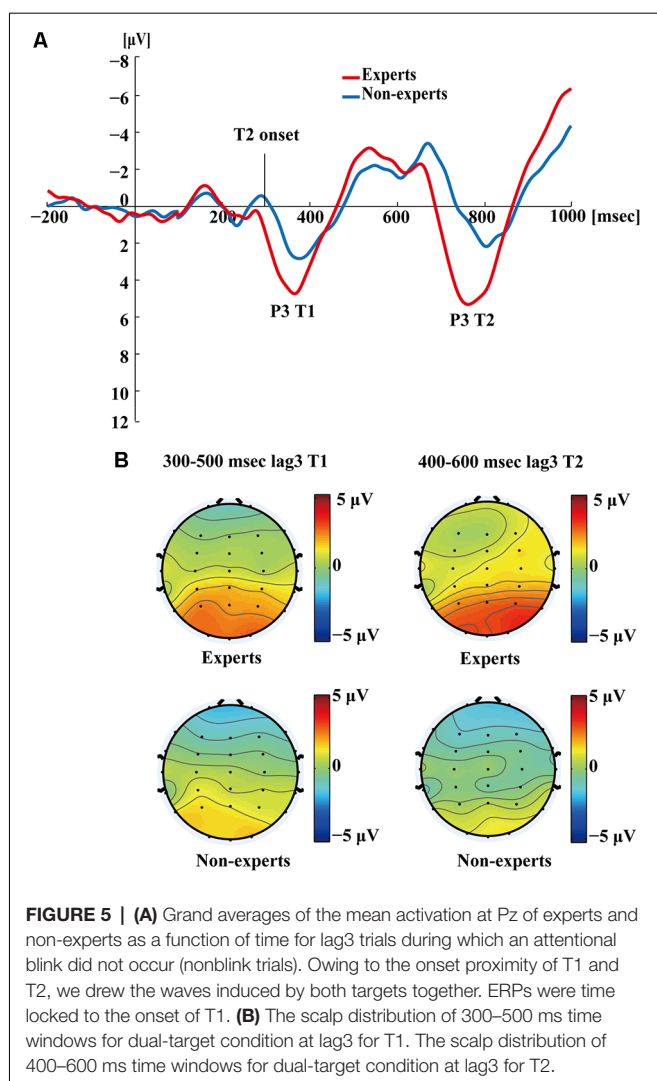 A
[µV]
−8
−6
−4
−2
0
2
4
6
8
10
12
Experts
Non-experts
T2 onset
−200 200 400 600 800 1000 [msec]
P3 T1 P3 T2
B 300-500 msec lag3 T1 400-600 msec lag3 T2
5 µV 5 µV
0 0
−5 µV −5 µV
Experts Experts
5 µV 5 µV
0 0
−5 µV −5 µV
Non-experts Non-experts
FIGURE 5 | (A) Grand averages of the mean activation at Pz of experts and
non-experts as a function of time for lag3 trials during which an attentional
blink did not occur (nonblink trials). Owing to the onset proximity of T1 and
T2, we drew the waves induced by both targets together. ERPs were time
locked to the onset of T1. (B) The scalp distribution of 300–500 ms time
windows for dual-target condition at lag3 for T1. The scalp distribution of
400–600 ms time windows for dual-target condition at lag3 for T2.